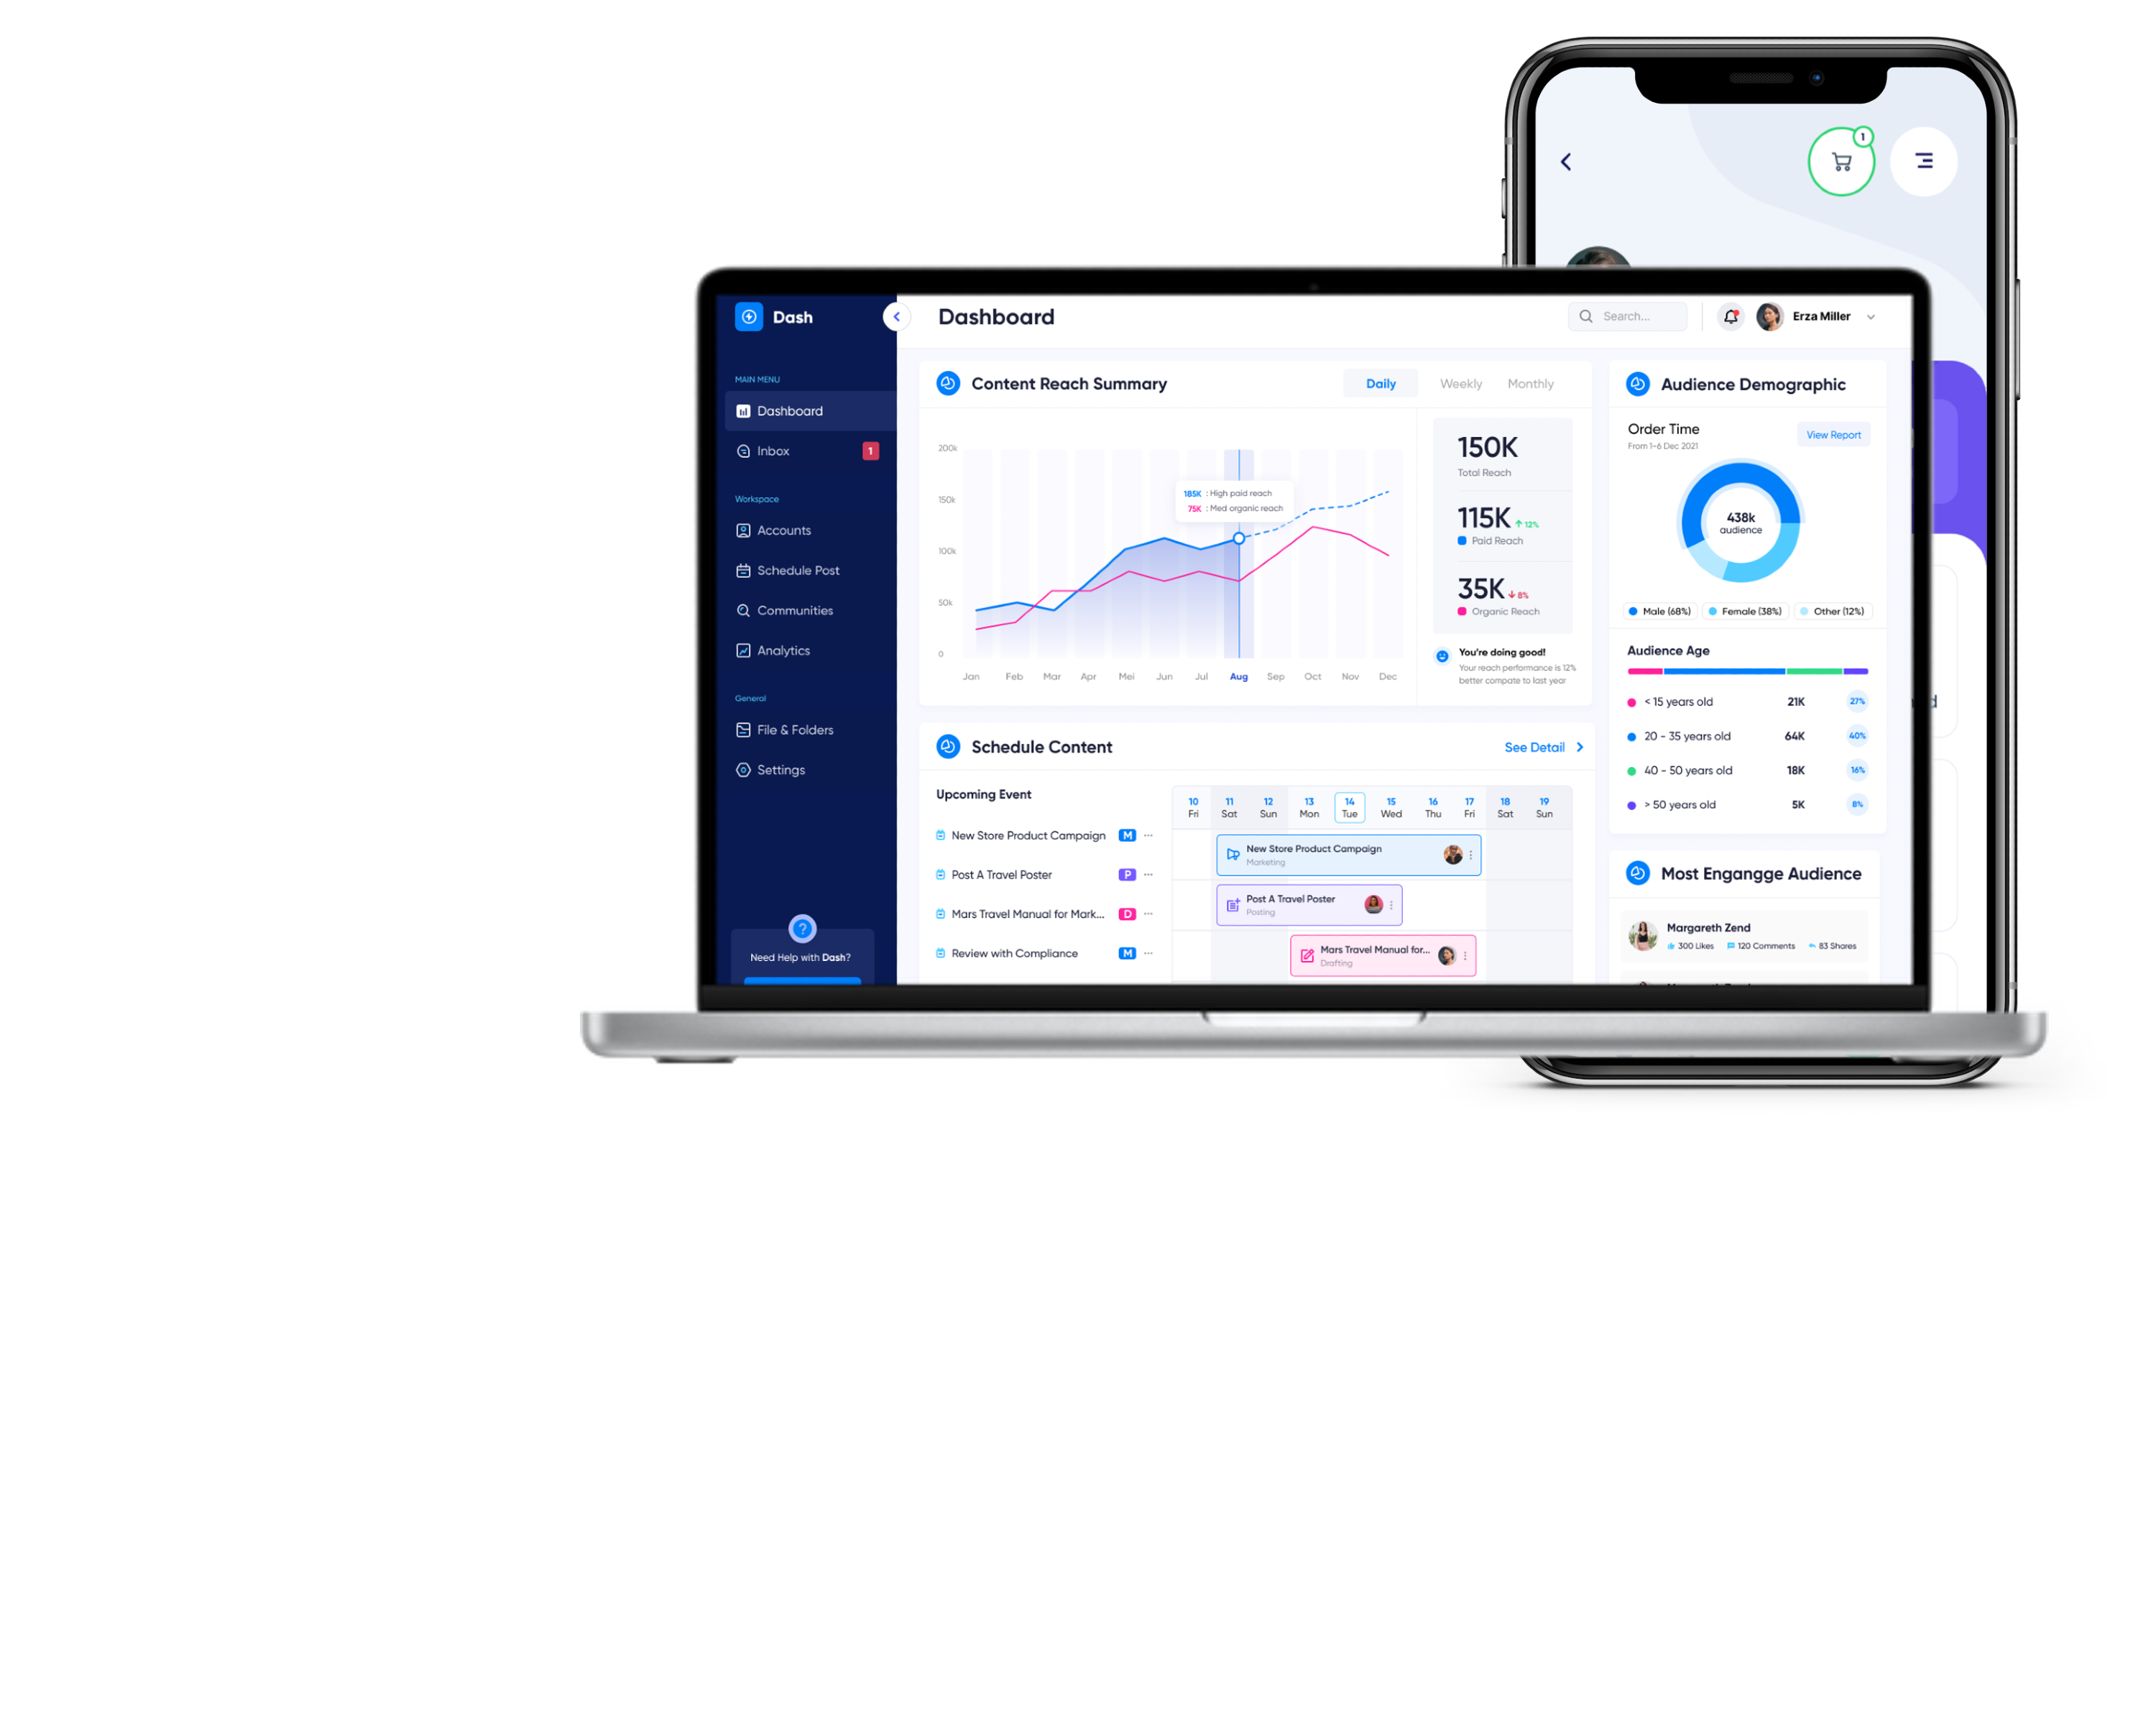 1
Dash
Dashboard
Search...
Erza Miller
MAIN MENU
Dashboard
Inbox
1
Workspace
Accounts
Schedule Post
Communities
Analytics
General
File & Folders
Settings
?
Need Help with Dash?
Content Reach Summary
Daily
Weekly
Monthly
200k
150k
100k
50k
0
185K : High paid reach
75K : Med organic reach
Jan Feb Mar Apr Mei Jun Jul Aug Sep Oct Nov Dec
150K
Total Reach
115K 12%
Paid Reach
35K 8%
Organic Reach
You're doing good!
Your reach performance is 12%
better compate to last year
Schedule Content
See Detail
Upcoming Event
New Store Product Campaign M
Post A Travel Poster P
Mars Travel Manual for Mark... D
Review with Compliance M
10 11 12 13 14 15 16 17 18 19
Fri Sat Sun Mon Tue Wed Thu Fri Sat Sun
New Store Product Campaign
Marketing
Post A Travel Poster
Posting
Mars Travel Manual for...
Drafting
Audience Demographic
Order Time
From 1-6 Dec 2021
View Report
438k
audience
Male (68%)
Female (38%)
Other (12%)
Audience Age
< 15 years old 21K 27%
20 - 35 years old 64K 40%
40 - 50 years old 18K 16%
> 50 years old 5K 8%
Most Engangge Audience
Margareth Zend
300 Likes 120 Comments 83 Shares